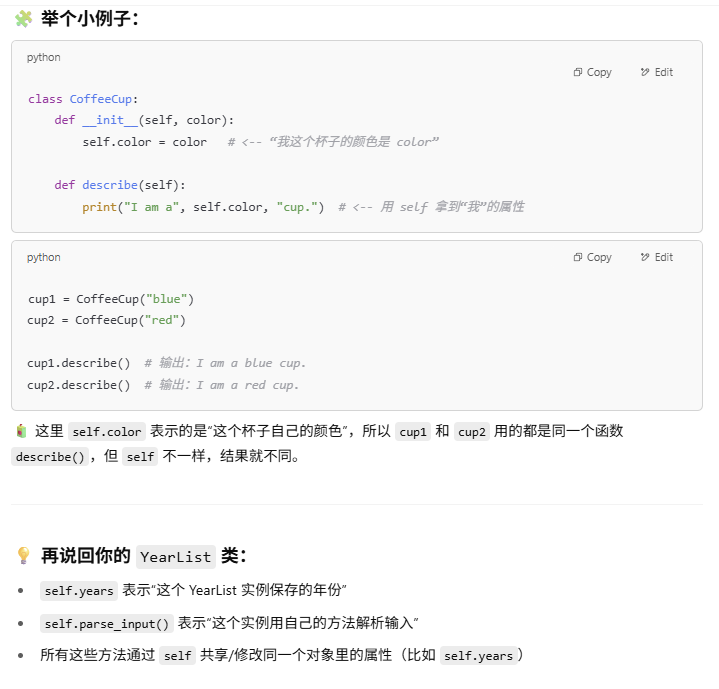 🧩 举个小例子：
python
Copy Edit
class CoffeeCup:
    def __init__(self, color):
        self.color = color   # <-- “我这个杯子的颜色是 color”
    def describe(self):
        print("I am a", self.color, "cup.")  # <-- 用 self 拿到“我”的属性
python
Copy Edit
cup1 = CoffeeCup("blue")
cup2 = CoffeeCup("red")
cup1.describe()  # 输出：I am a blue cup.
cup2.describe()  # 输出：I am a red cup.
🧃 这里 self.color 表示的是“这个杯子自己的颜色”，所以 cup1 和 cup2 用的都是同一个函数
describe()，但 self 不一样，结果就不同。
💡 再说回你的 YearList 类：
• self.years 表示“这个 YearList 实例保存的年份”
• self.parse_input() 表示“这个实例用自己的方法解析输入”
• 所有这些方法通过 self 共享/修改同一个对象里的属性（比如 self.years）